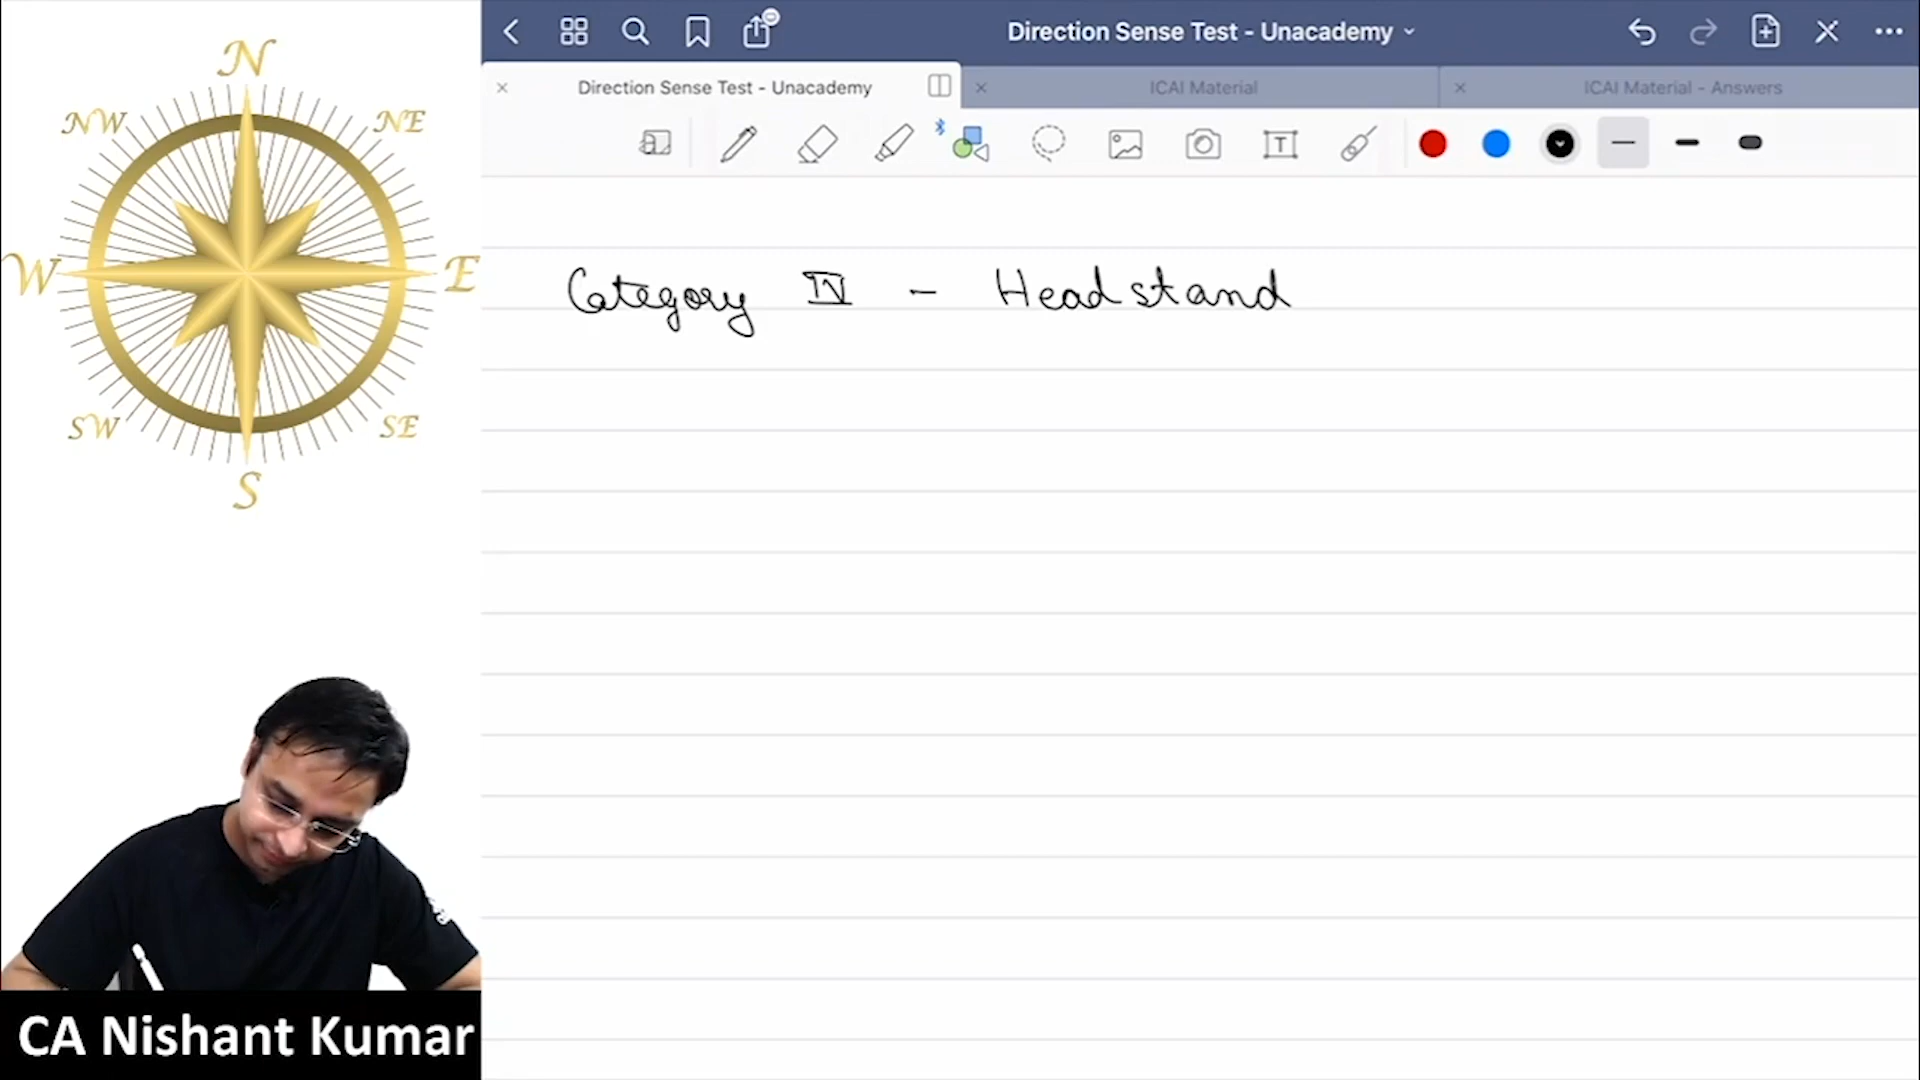 Direction Sense Test - Unacademy
Direction Sense Test - Unacademy
ICAI Material
ICAI Material - Answers
T
N
NW
NE
W
E
SW
SE
S
Category IV - Headstand
CA Nishant Kumar